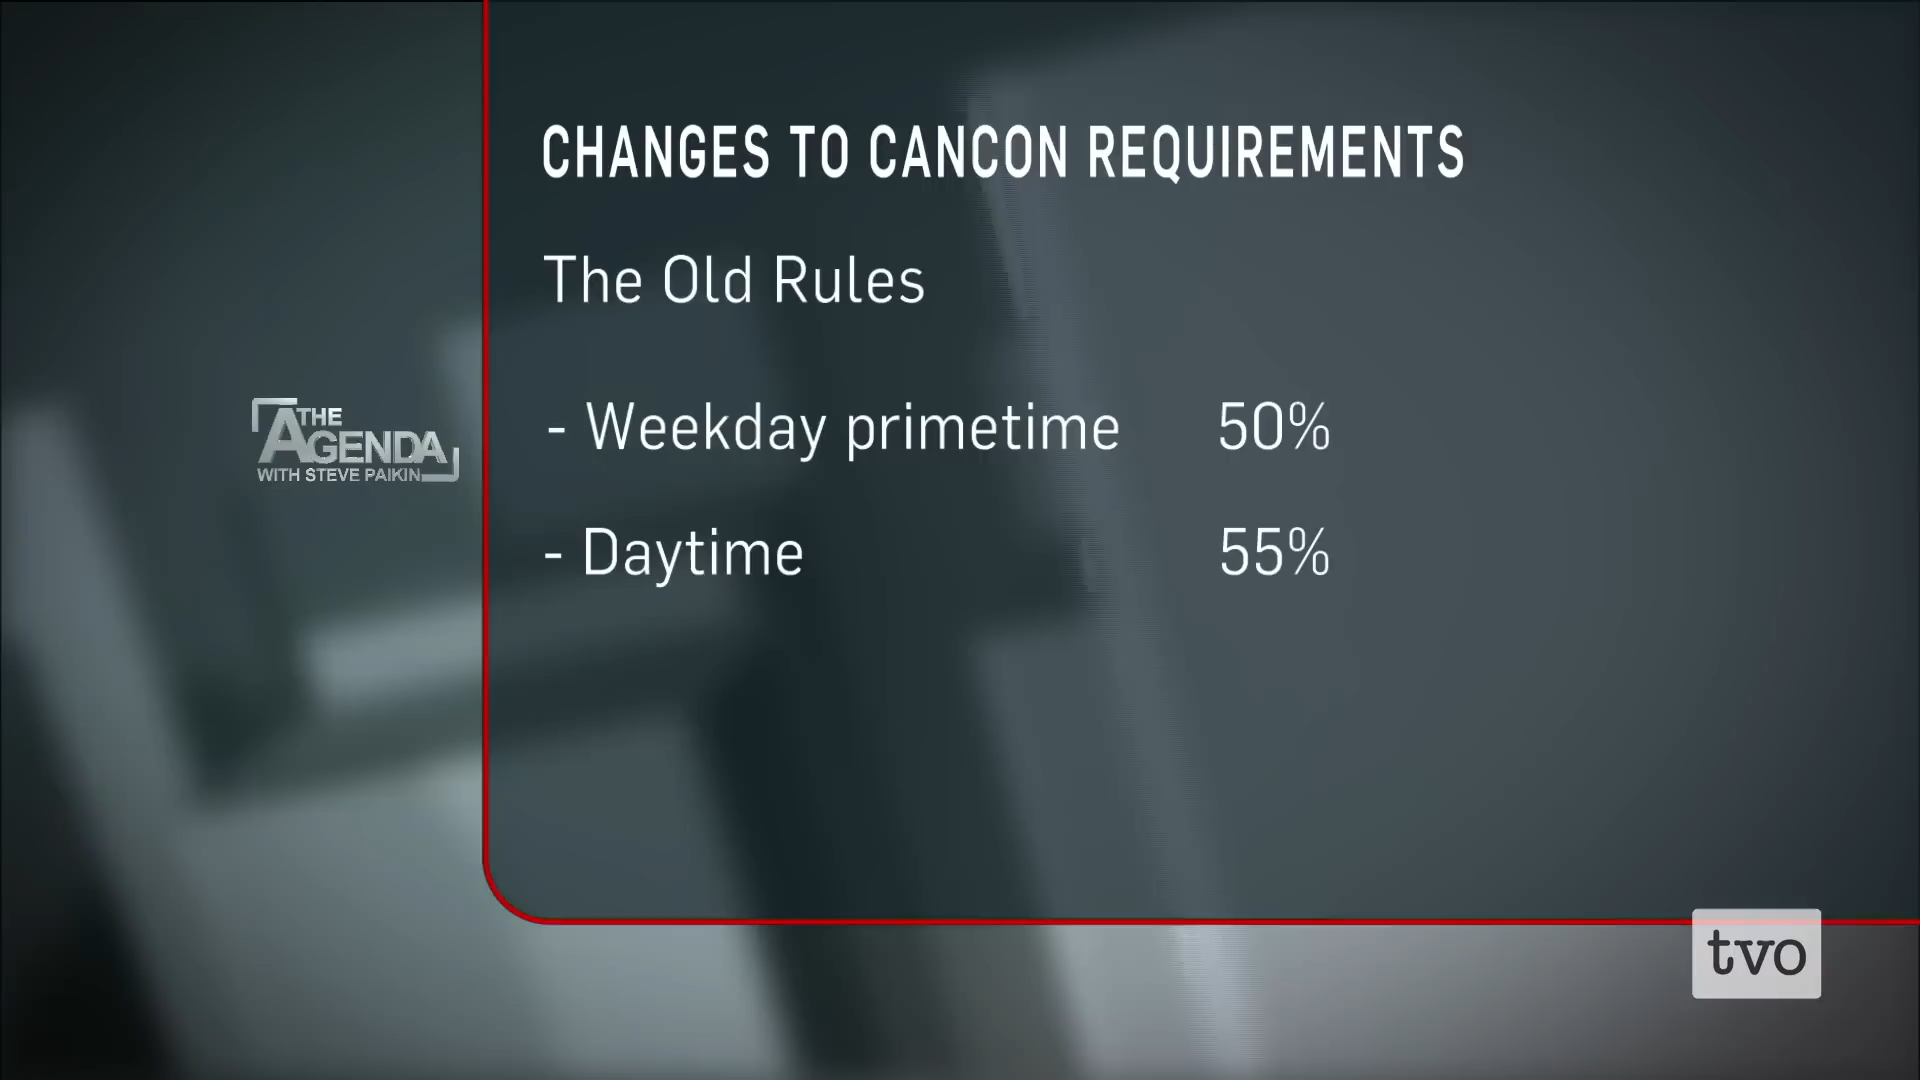 CHANGES TO CANCON REQUIREMENTS
The Old Rules
- Weekday primetime 50%
- Daytime 55%
THE
AGENDA
WITH STEVE PAIKIN
tvo